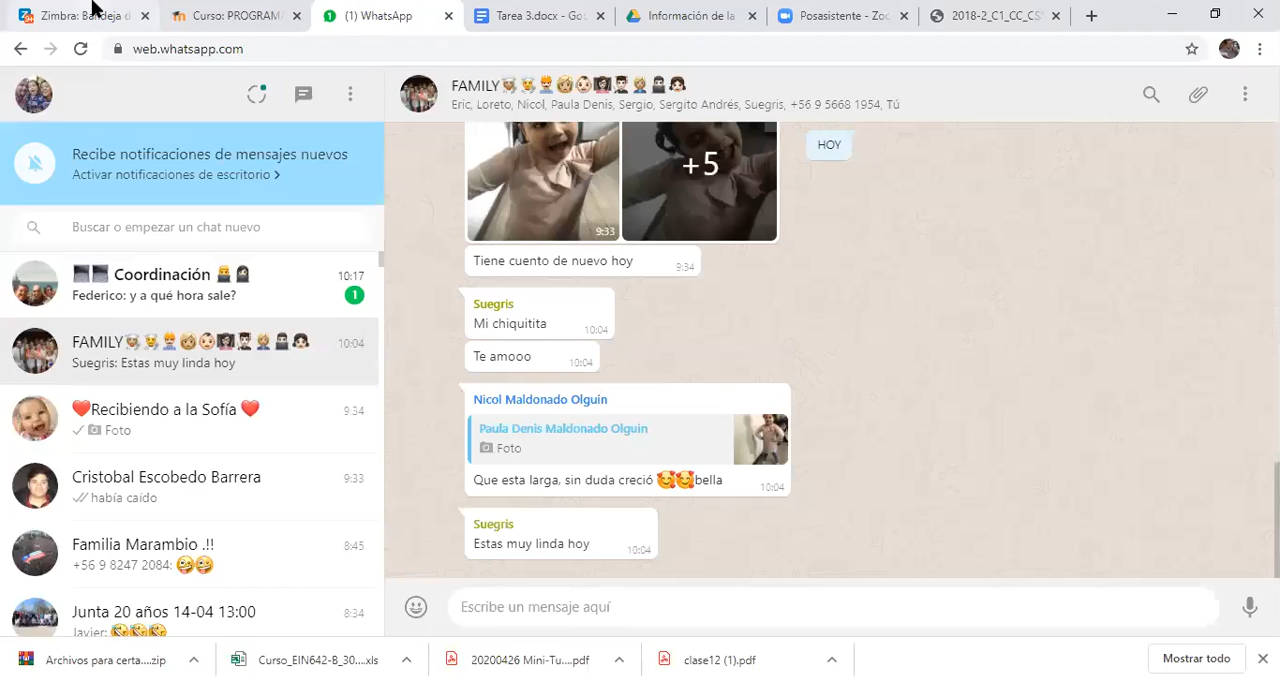 Zimbra: Bandeja d
Curso: PROGRAMA
(1) WhatsApp
Tarea 3.docx - Goo
Información de la
Posasistente - Zoo
2018-2_C1_CC_CS
web.whatsapp.com
FAMILY
Eric, Loreto, Nicol, Paula Denis, Sergio, Sergito Andrés, Suegris, +56 9 5668 1954, Tú
Recibe notificaciones de mensajes nuevos
Activar notificaciones de escritorio >
Buscar o empezar un chat nuevo
Coordinación 10:17
Federico: y a qué hora sale? 1
FAMILY 10:04
Suegris: Estas muy linda hoy
❤️Recibiendo a la Sofía ❤️ 9:34
Foto
Cristobal Escobedo Barrera 9:33
había caído
Familia Marambio .!! 8:45
+56 9 8247 2084: 🤪🤪
Junta 20 años 14-04 13:00 8:34
Javier: 🤣🤣🤣
HOY
+5
9:33
Tiene cuento de nuevo hoy 9:34
Suegris
Mi chiquitita 10:04
Te amooo 10:04
Nicol Maldonado Olguin
Paula Denis Maldonado Olguin
Foto
Que esta larga, sin duda creció 🥰🥰bella 10:04
Suegris
Estas muy linda hoy 10:04
Escribe un mensaje aquí
Archivos para certa....zip
Curso_EIN642-B_30....xls
20200426 Mini-Tu....pdf
clase12 (1).pdf
Mostrar todo